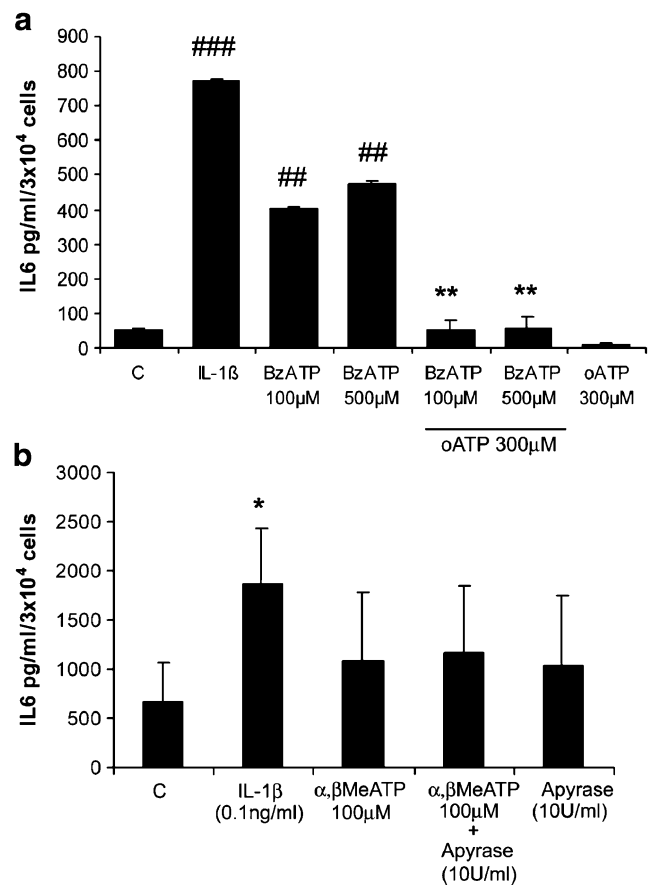 a
IL6 pg/ml/3x10⁴ cells
900
800
700
600
500
400
300
200
100
0
###
##
##
**
**
C
IL-1ß
BzATP
100µM
BzATP
500µM
BzATP
100µM
BzATP
500µM
oATP
300µM
oATP 300µM
b
IL6 pg/ml/3x10⁴ cells
3000
2500
2000
1500
1000
500
0
*
C
IL-1β
(0.1ng/ml)
α,βMeATP
100µM
α,βMeATP
100µM
+
Apyrase
(10U/ml)
Apyrase
(10U/ml)